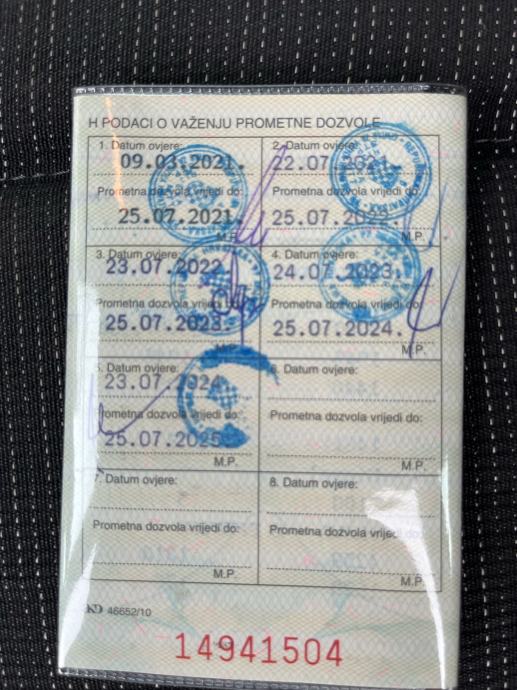 H PODACI O VAŽENJU PROMETNE DOZVOLE
1. Datum ovjere:
09.03.2021.
Prometna dozvola vrijedi do:
25.07.2021.
M.P.
2. Datum ovjere:
22.07
Prometna dozvola vrijedi do:
25.07.
M.P.
3. Datum ovjere:
23.07.2022.
Prometna dozvola vrijedi do:
25.07.2023.
M.P.
4. Datum ovjere:
24.07.2023.
Prometna dozvola vrijedi do:
25.07.2024.
M.P.
5. Datum ovjere:
23.07.2024.
Prometna dozvola vrijedi do:
25.07.2025.
M.P.
6. Datum ovjere:
Prometna dozvola vrijedi do:
M.P.
7. Datum ovjere:
Prometna dozvola vrijedi do:
M.P.
8. Datum ovjere:
Prometna dozvola vrijedi do:
M.P.
46652/10
14941504